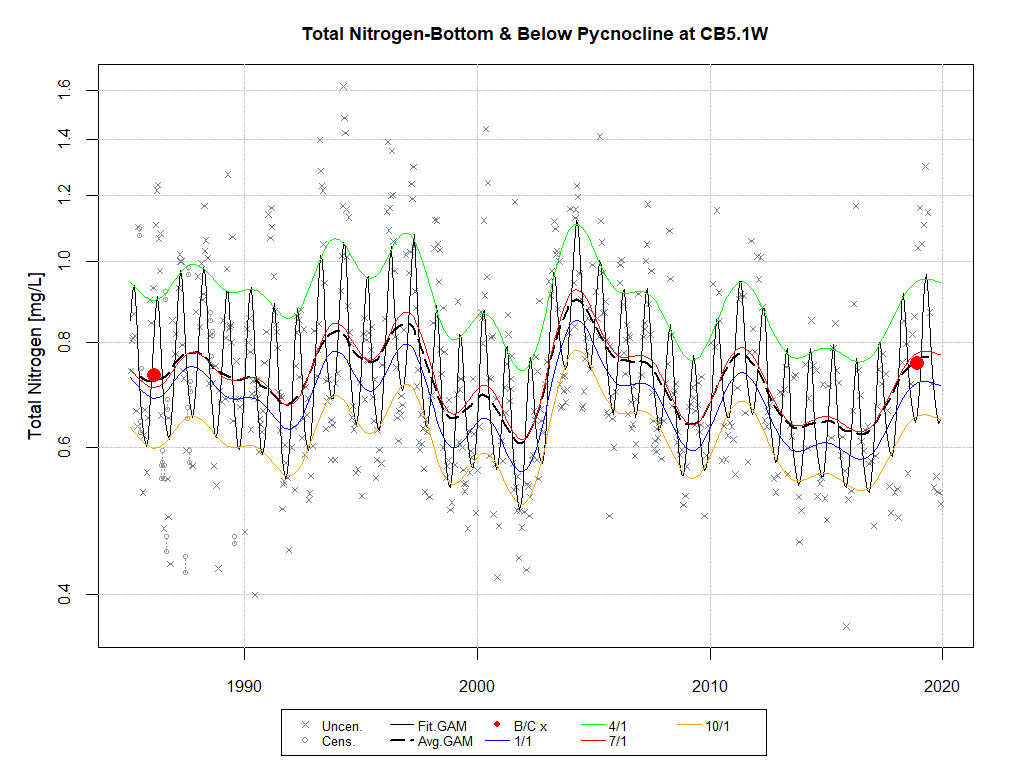 Total Nitrogen-Bottom & Below Pycnocline at CB5.1W
Total Nitrogen [mg/L]
1.6
1.4
1.2
1.0
0.8
0.6
0.4
1990 2000 2010 2020
Uncen. Fit.GAM B/C x 4/1 10/1
Cens. Avg.GAM 1/1 7/1